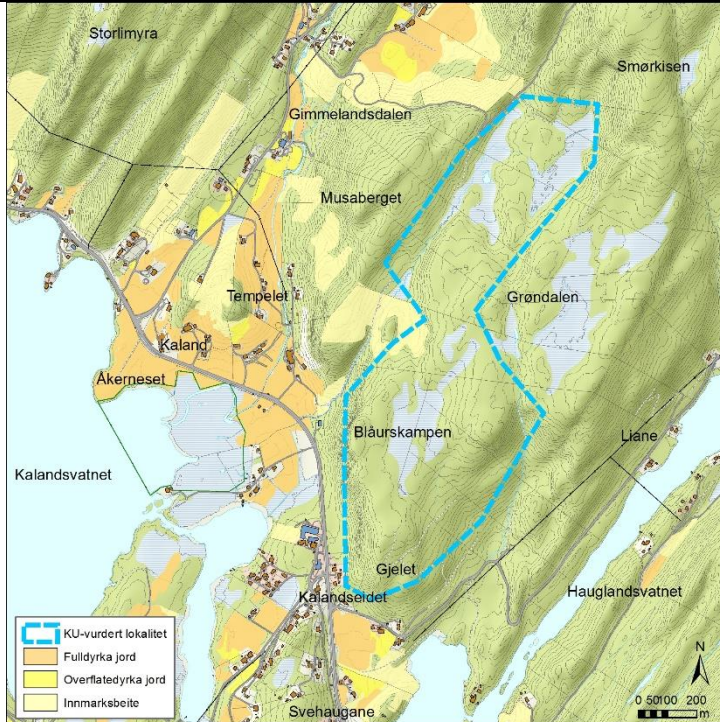 Storlimyra
Smørkisen
Gimmelandsdalen
Musaberget
Tempelet
Grøndalen
Kaland
Åkerneset
Blåurskampen
Liane
Kalandsvatnet
Gjelet
Hauglandsvatnet
Kalandseidet
Svehaugane
KU-vurdert lokalitet
Fulldyrka jord
Overflatedyrka jord
Innmarksbeite
N
0 50100 200
m